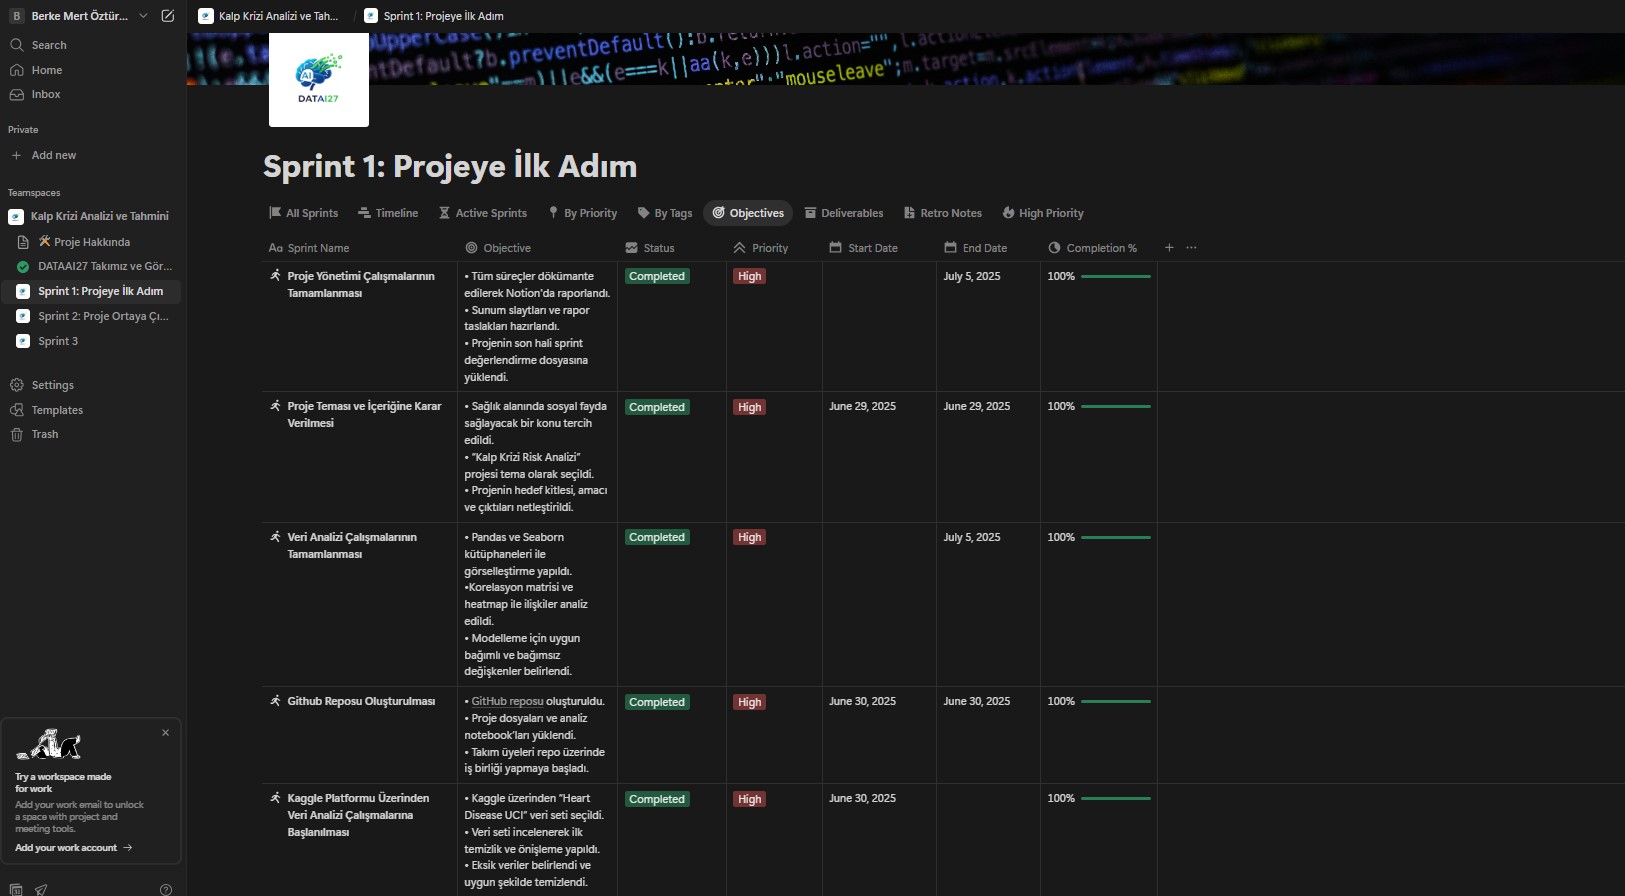 B Berke Mert Öztür...
Search
Home
Inbox
Private
Add new
Teamspaces
Kalp Krizi Analizi ve Tahmini
Proje Hakkında
DATAAI27 Takımız ve Gör...
Sprint 1: Projeye İlk Adım
Sprint 2: Proje Ortaya Çı...
Sprint 3
Settings
Templates
Trash
Try a workspace made
for work
Add your work email to unlock
a space with project and
meeting tools.
Add your work account →
Kalp Krizi Analizi ve Tah... / Sprint 1: Projeye İlk Adım
b.preventDefault():b.
ntDefault?b.
l.action="",
||e&&(e===k||aa(k,e)))
"mouseleave";m.target=m.
AI
DATAI27
Sprint 1: Projeye İlk Adım
All Sprints Timeline Active Sprints By Priority By Tags Objectives Deliverables Retro Notes High Priority
Aa Sprint Name Objective Status Priority Start Date End Date Completion %
Proje Yönetimi Çalışmalarının
Tamamlanması
• Tüm süreçler dökümante
edilerek Notion'da raporlandı.
• Sunum slaytları ve rapor
taslakları hazırlandı.
• Projenin son hali sprint
değerlendirme dosyasına
yüklendi.
Completed High July 5, 2025 100%
Proje Teması ve İçeriğine Karar
Verilmesi
• Sağlık alanında sosyal fayda
sağlayacak bir konu tercih
edildi.
• “Kalp Krizi Risk Analizi”
projesi tema olarak seçildi.
• Projenin hedef kitlesi, amacı
ve çıktıları netleştirildi.
Completed High June 29, 2025 June 29, 2025 100%
Veri Analizi Çalışmalarının
Tamamlanması
• Pandas ve Seaborn
kütüphaneleri ile
görselleştirme yapıldı.
•Korelasyon matrisi ve
heatmap ile ilişkiler analiz
edildi.
• Modelleme için uygun
bağımlı ve bağımsız
değişkenler belirlendi.
Completed High July 5, 2025 100%
Github Reposu Oluşturulması
• GitHub reposu oluşturuldu.
• Proje dosyaları ve analiz
notebook’ları yüklendi.
• Takım üyeleri repo üzerinde
iş birliği yapmaya başladı.
Completed High June 30, 2025 June 30, 2025 100%
Kaggle Platformu Üzerinden
Veri Analizi Çalışmalarına
Başlanılması
• Kaggle üzerinden “Heart
Disease UCI” veri seti seçildi.
• Veri seti incelenerek ilk
temizlik ve önişleme yapıldı.
• Eksik veriler belirlendi ve
uygun şekilde temizlendi.
Completed High June 30, 2025 100%